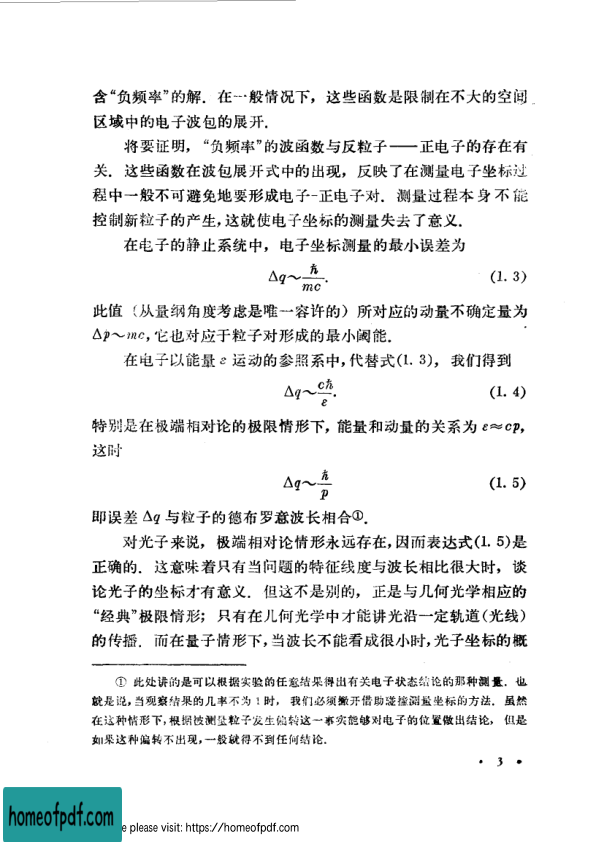 含“负频率”的解．在一般情况下，这些函数是限制在不大的空间
区域中的电子波包的展开．
将要证明，“负频率”的波函数与反粒子——正电子的存在有
关．这些函数在波包展开式中的出现，反映了在测量电子坐标过
程中一般不可避免地要形成电子-正电子对．测量过程本身不能
控制新粒子的产生，这就使电子坐标的测量失去了意义．
在电子的静止系统中，电子坐标测量的最小误差为
Δq～ℏ/mc. (1.3)
此值（从量纲角度考虑是唯一容许的）所对应的动量不确定量为
Δp～mc，它也对应于粒子对形成的最小阈能．
在电子以能量 ε 运动的参照系中，代替式(1.3)，我们得到
Δq～cℏ/ε. (1.4)
特别是在极端相对论的极限情形下，能量和动量的关系为 ε≈cp，
这时
Δq～ℏ/p (1.5)
即误差 Δq 与粒子的德布罗意波长相合①．
对光子来说，极端相对论情形永远存在，因而表达式(1.5)是
正确的．这意味着只有当问题的特征线度与波长相比很大时，谈
论光子的坐标才有意义．但这不是别的，正是与几何光学相应的
“经典”极限情形；只有在几何光学中才能讲光沿一定轨道(光线)
的传播．而在量子情形下，当波长不能看成很小时，光子坐标的概
① 此处讲的是可以根据实验的任意结果得出有关电子状态结论的那种测量．也
就是说，当观察结果的几率不为1时，我们必须撇开借助碰撞测量坐标的方法．虽然
在这种情形下，根据被测量粒子发生偏转这一事实能够对电子的位置做出结论，但是
如果这种偏转不出现，一般就得不到任何结论．
• 3 •
homeofpdf.com
e please visit: https://homeofpdf.com